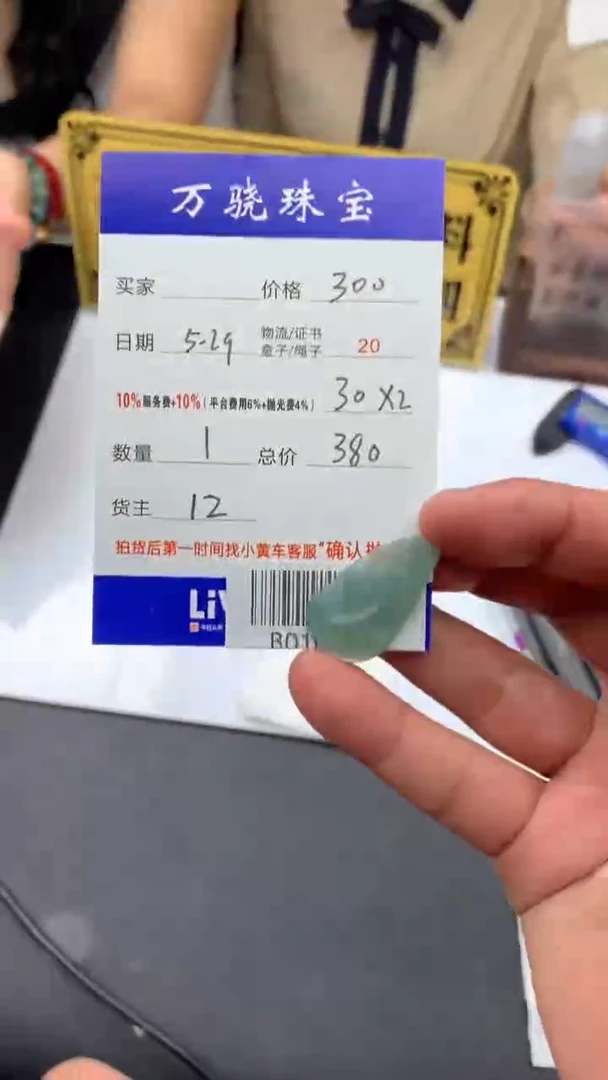 万骁珠宝
买家 价格 300
日期 5-29 物流/证书 盒子/绳子 20
10%服务费+10%(平台费用6%+抛光费4%) 30 X2
数量 1 总价 380
货主 12
拍货后第一时间找小黄车客服"确认
Li
B01
料